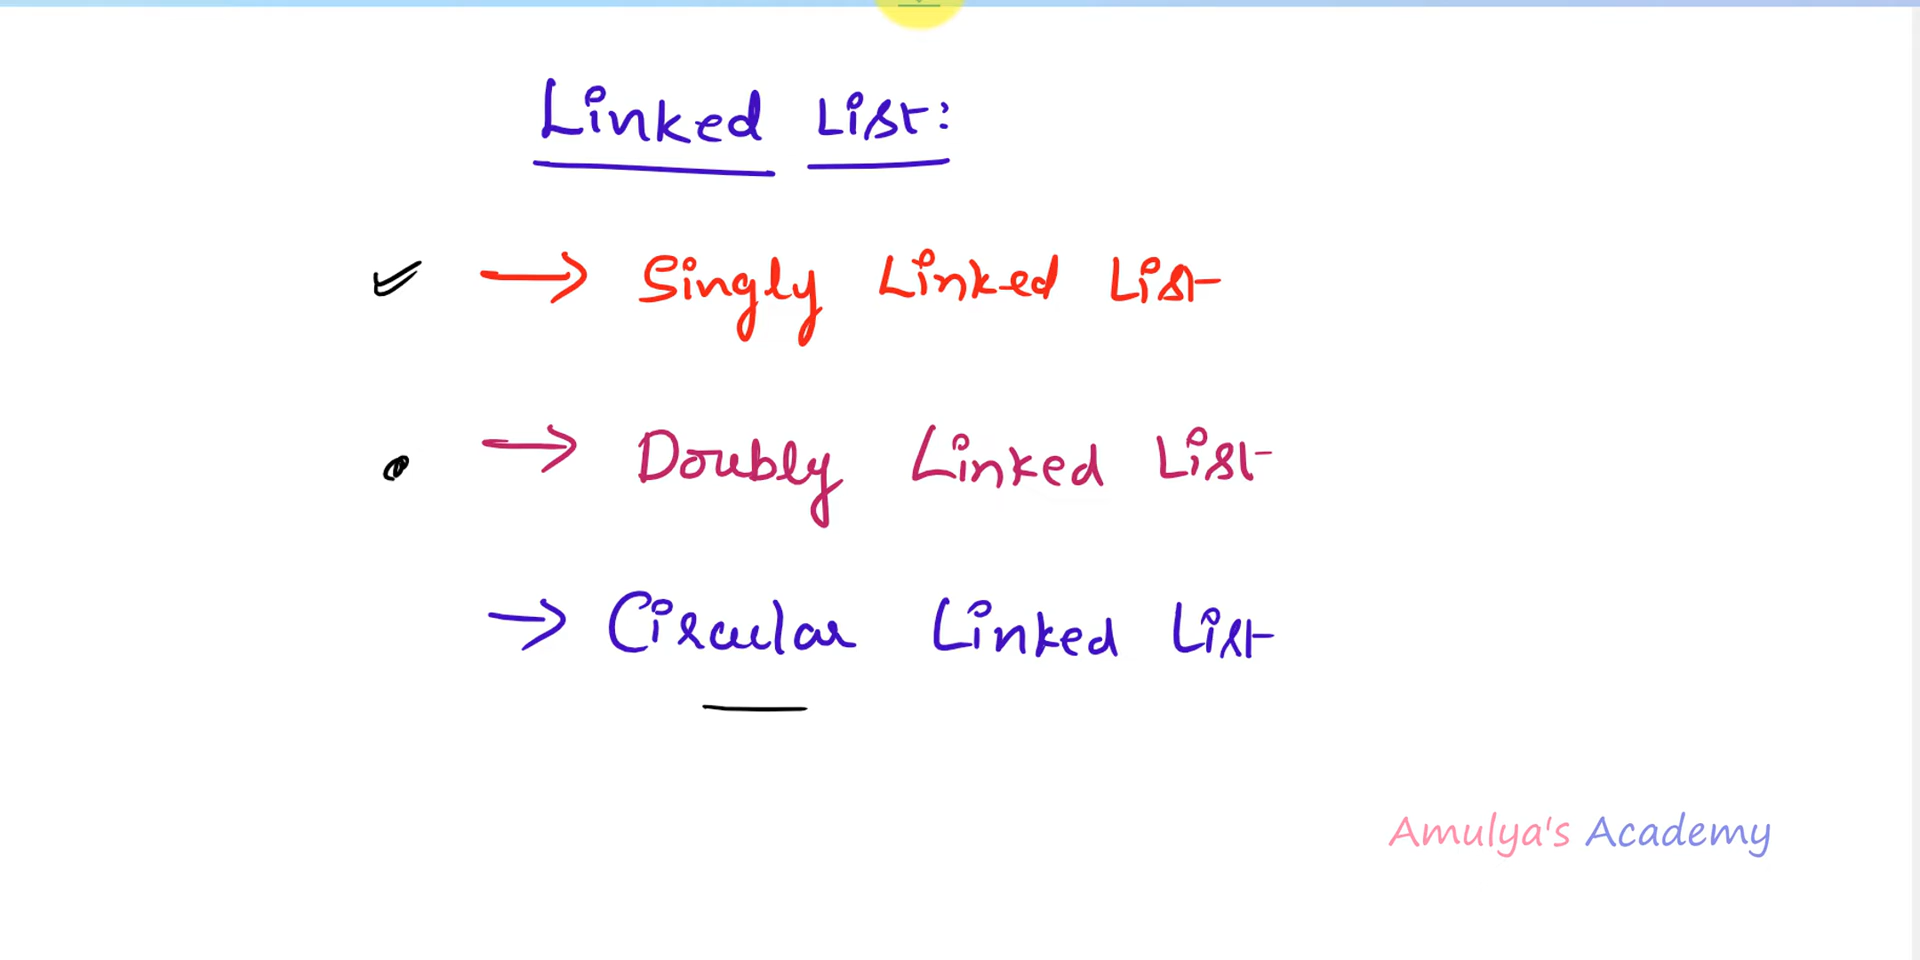 Linked List:
→ Singly Linked List
→ Doubly Linked List
→ Circular Linked List
Amulya's Academy